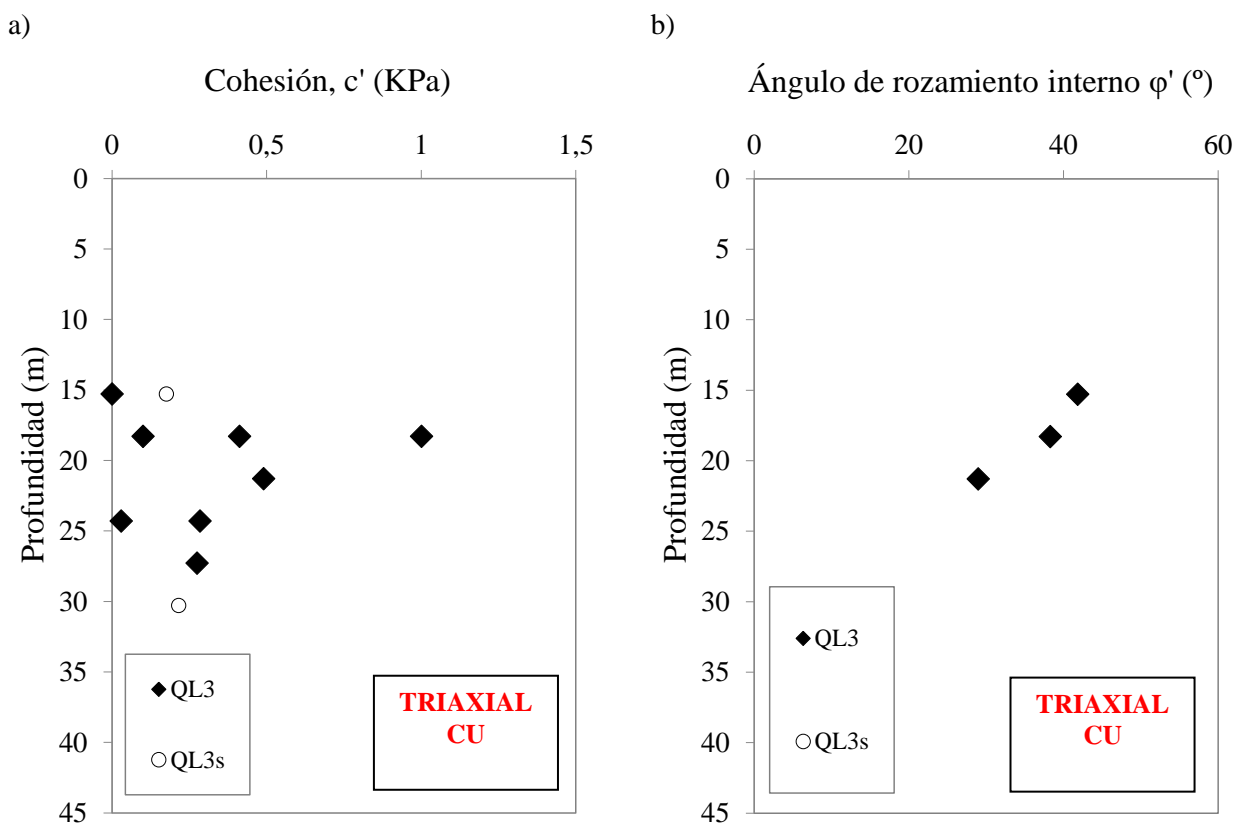 a)
Cohesión, c' (KPa)
0 0,5 1 1,5
0
5
10
15
20
25
30
35
40
45
Profundidad (m)
QL3
QL3s
TRIAXIAL
CU
b)
Ángulo de rozamiento interno φ' (º)
0 20 40 60
0
5
10
15
20
25
30
35
40
45
Profundidad (m)
QL3
QL3s
TRIAXIAL
CU